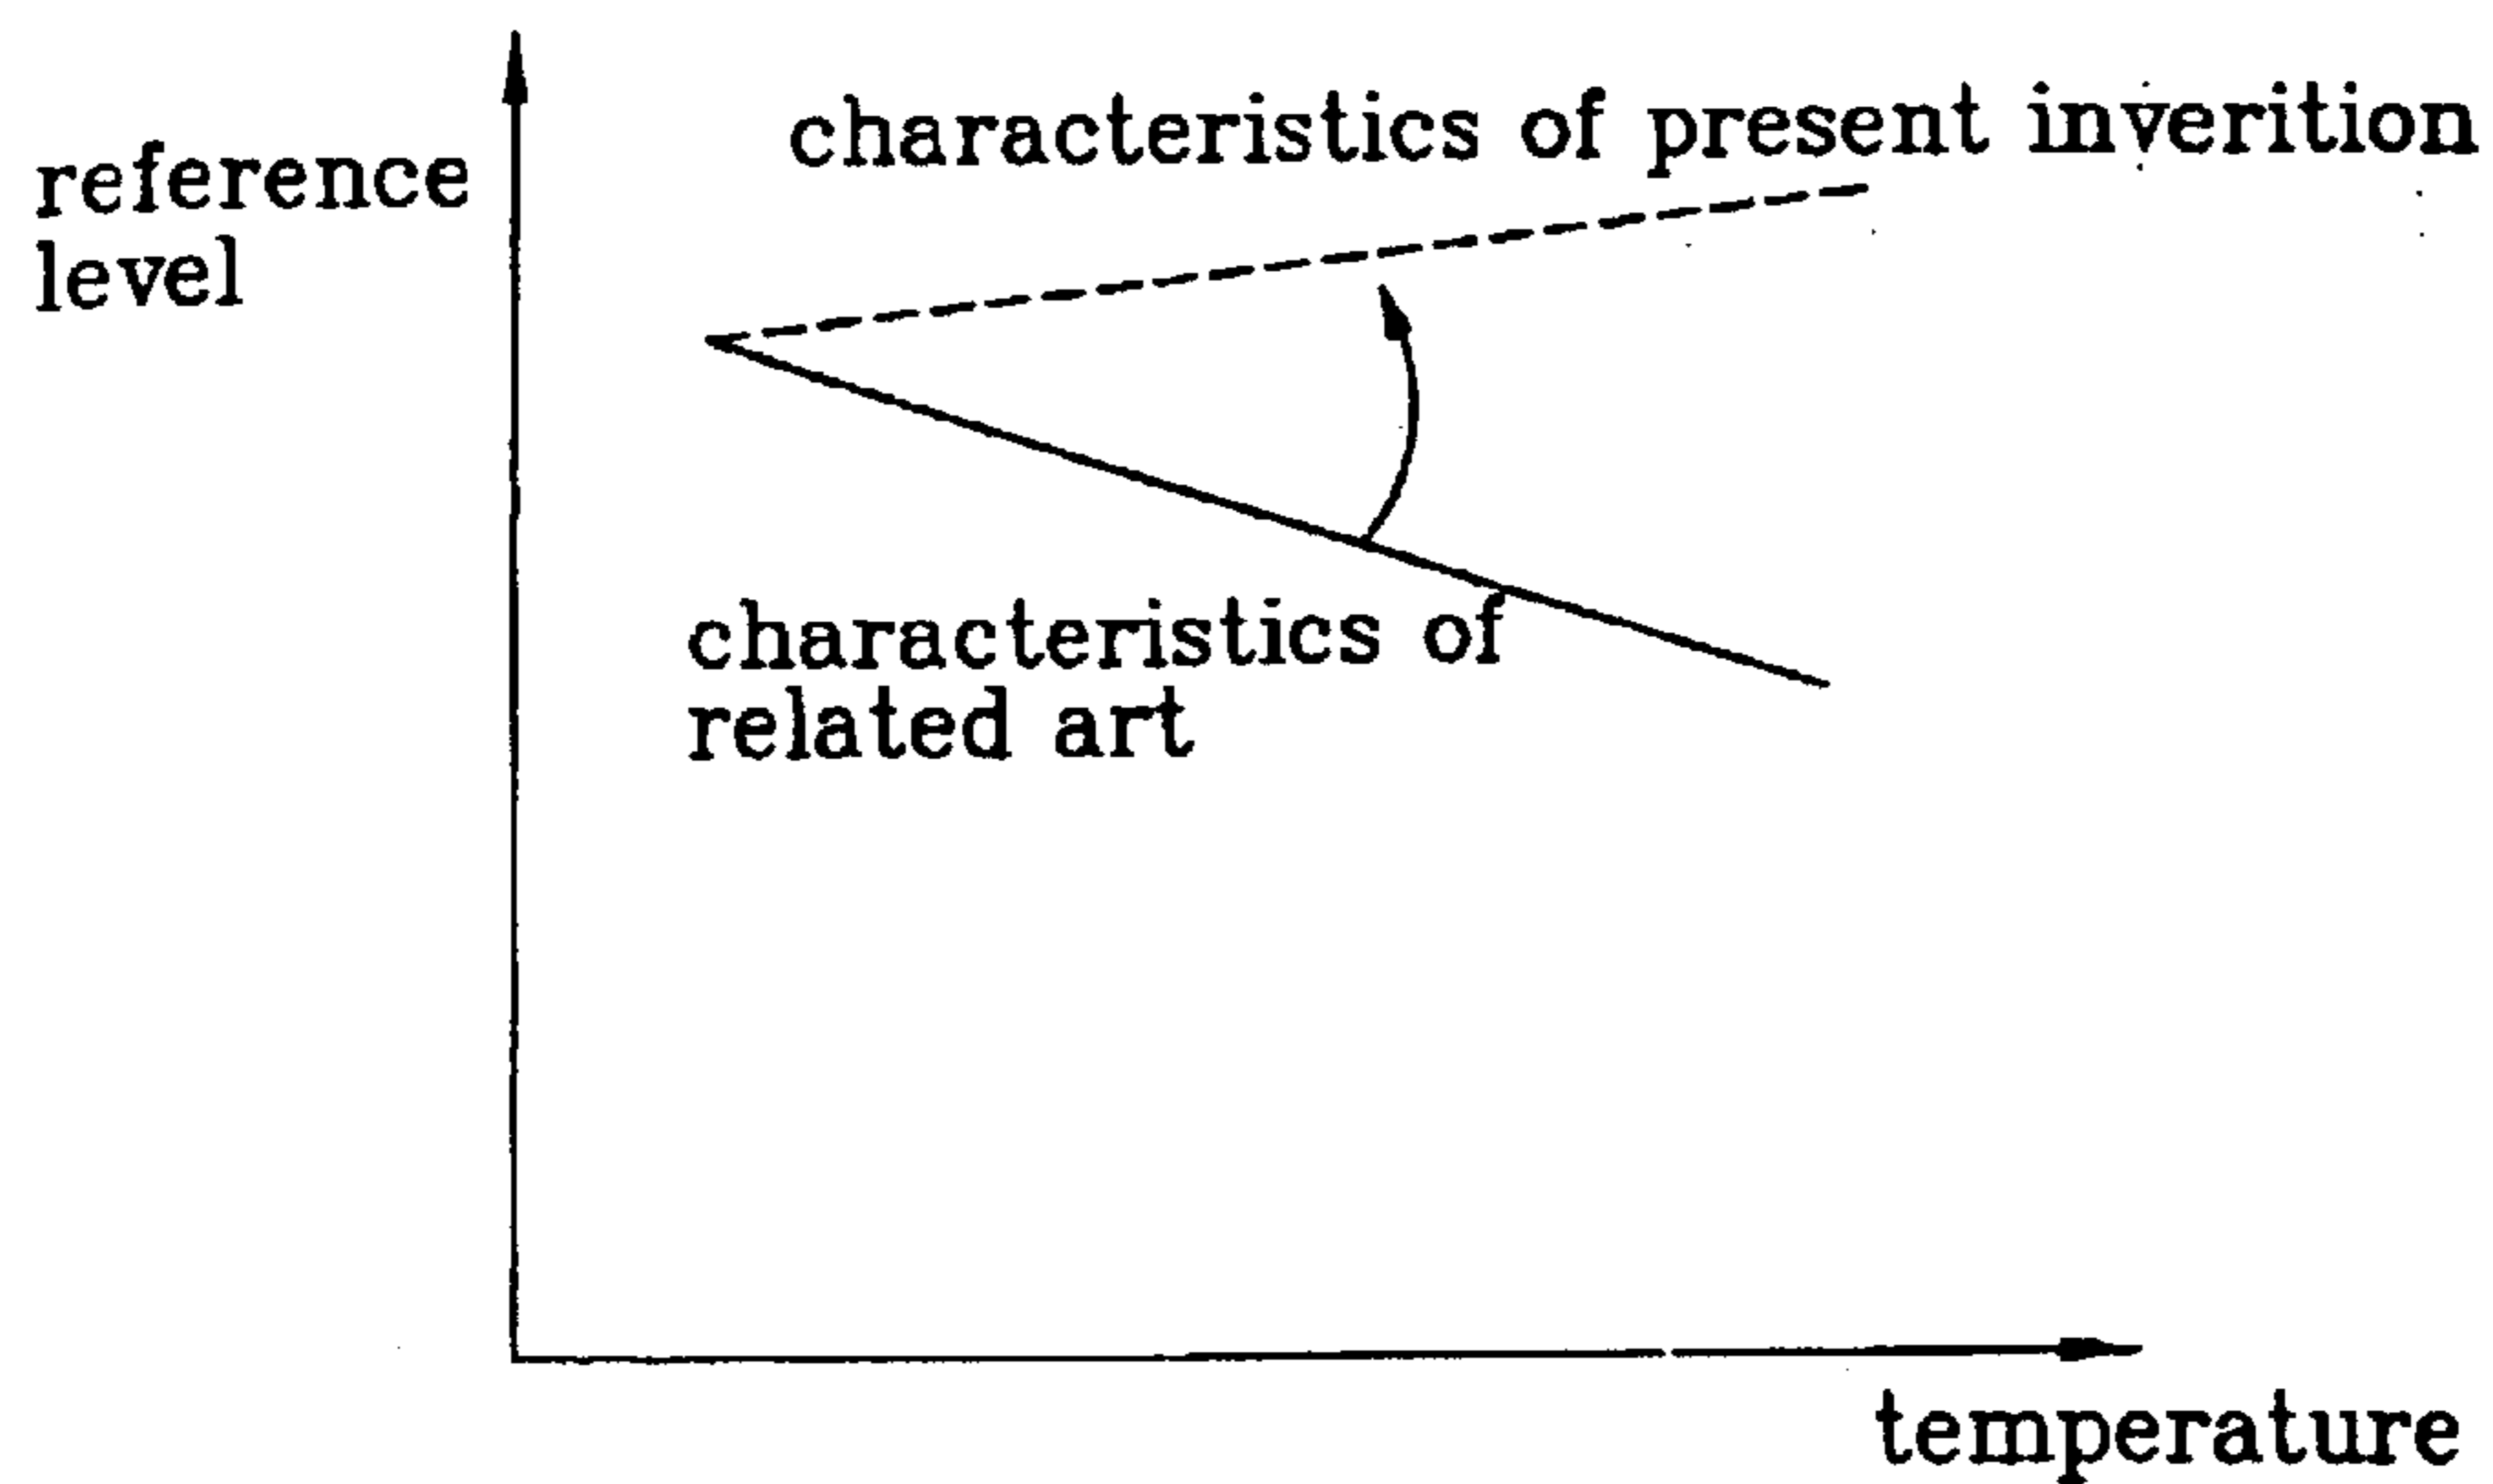 characteristics of present inverition
reference
level
characteristics of
related art
temperature